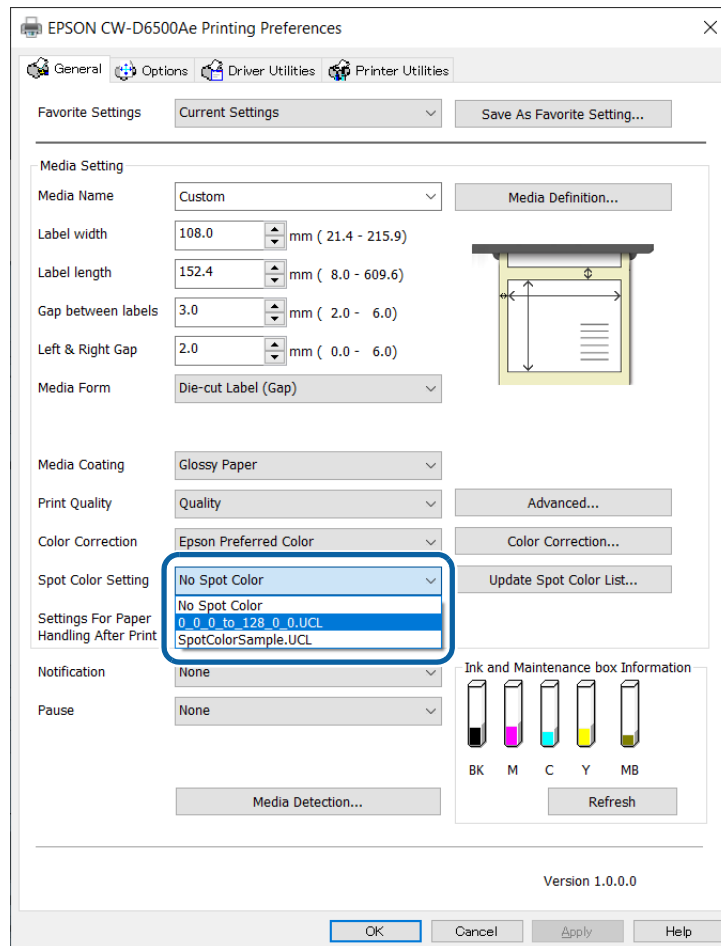 EPSON CW-D6500Ae Printing Preferences
General Options Driver Utilities Printer Utilities
Favorite Settings Current Settings Save As Favorite Setting...
Media Setting
Media Name Custom Media Definition...
Label width 108.0 mm ( 21.4 - 215.9)
Label length 152.4 mm ( 8.0 - 609.6)
Gap between labels 3.0 mm ( 2.0 - 6.0)
Left & Right Gap 2.0 mm ( 0.0 - 6.0)
Media Form Die-cut Label (Gap)
Media Coating Glossy Paper
Print Quality Quality Advanced...
Color Correction Epson Preferred Color Color Correction...
Spot Color Setting No Spot Color Update Spot Color List...
No Spot Color
0_0_0_to_128_0_0.UCL
SpotColorSample.UCL
Settings For Paper
Handling After Print
Notification None
Pause None
Ink and Maintenance box Information
BK M C Y MB
Media Detection... Refresh
Version 1.0.0.0
OK Cancel Apply Help